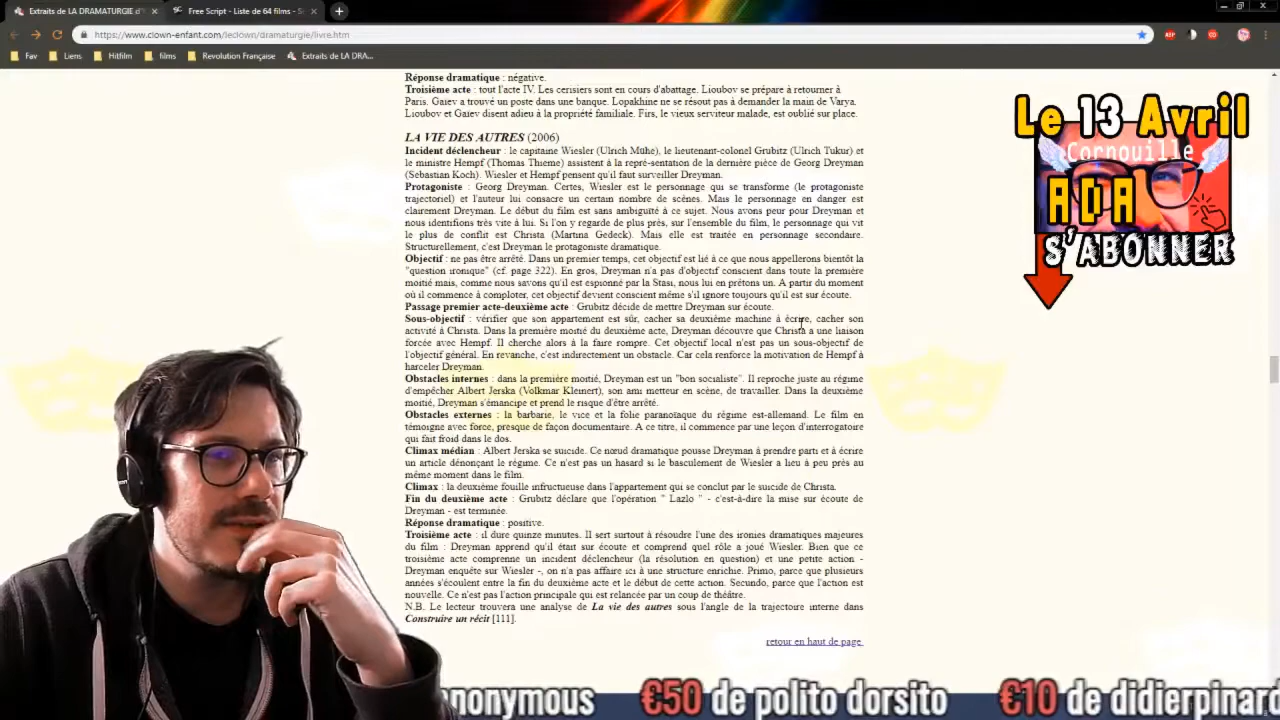 Extraits de LA DRAMATURGIE d'
Free Script - Liste de 64 films - S
https://www.clown-enfant.com/leclown/dramaturgie/livre.htm
Fav
Liens
Hitfilm
films
Revolution Française
Extraits de LA DRA...
Réponse dramatique : négative.
Troisième acte : tout l'acte IV. Les cerisiers sont en cours d'abattage. Lioubov se prépare à retourner à
Paris. Gaïev a trouvé un poste dans une banque. Lopakhine ne se résout pas à demander la main de Varya.
Lioubov et Gaïev disent adieu à la propriété familiale. Firs, le vieux serviteur malade, est oublié sur place.
LA VIE DES AUTRES (2006)
Incident déclencheur : le capitaine Wiesler (Ulrich Mühe), le lieutenant-colonel Grubitz (Ulrich Tukur) et
le ministre Hempf (Thomas Thieme) assistent à la repré-sentation de la dernière pièce de Georg Dreyman
(Sebastian Koch). Wiesler et Hempf pensent qu'il faut surveiller Dreyman.
Protagoniste : Georg Dreyman. Certes, Wiesler est le personnage qui se transforme (le protagoniste
trajectoriel) et l'auteur lui consacre un certain nombre de scènes. Mais le personnage en danger est
clairement Dreyman. Le début du film est sans ambiguïté à ce sujet. Nous avons peur pour Dreyman et
nous identifions très vite à lui. Si l'on y regarde de plus près, sur l'ensemble du film, le personnage qui vit
le plus de conflit est Christa (Martina Gedeck). Mais elle est traitée en personnage secondaire.
Structurellement, c'est Dreyman le protagoniste dramatique.
Objectif : ne pas être arrêté. Dans un premier temps, cet objectif est lié à ce que nous appellerons bientôt la
"question ironique" (cf. page 322). En gros, Dreyman n'a pas d'objectif conscient dans toute la première
moitié mais, comme nous savons qu'il est espionné par la Stasi, nous lui en prêtons un. A partir du moment
où il commence à comploter, cet objectif devient conscient même s'il ignore toujours qu'il est sur écoute.
Passage premier acte-deuxième acte : Grubitz décide de mettre Dreyman sur écoute.
Sous-objectif : vérifier que son appartement est sûr, cacher sa deuxième machine à écrire, cacher son
activité à Christa. Dans la première moitié du deuxième acte, Dreyman découvre que Christa a une liaison
forcée avec Hempf. Il cherche alors à la faire rompre. Cet objectif local n'est pas un sous-objectif de
l'objectif général. En revanche, c'est indirectement un obstacle. Car cela renforce la motivation de Hempf à
harceler Dreyman.
Obstacles internes : dans la première moitié, Dreyman est un "bon socialiste". Il reproche juste au régime
d'empêcher Albert Jerska (Volkmar Kleinert), son ami metteur en scène, de travailler. Dans la deuxième
moitié, Dreyman s'émancipe et prend le risque d'être arrêté.
Obstacles externes : la barbarie, le vice et la folie paranoïaque du régime est-allemand. Le film en
témoigne avec force, presque de façon documentaire. A ce titre, il commence par une leçon d'interrogatoire
qui fait froid dans le dos.
Climax médian : Albert Jerska se suicide. Ce nœud dramatique pousse Dreyman à prendre parti et à écrire
un article dénonçant le régime. Ce n'est pas un hasard si le basculement de Wiesler a lieu à peu près au
même moment dans le film.
Climax : la deuxième fouille infructueuse dans l'appartement qui se conclut par le suicide de Christa.
Fin du deuxième acte : Grubitz déclare que l'opération " Lazlo " - c'est-à-dire la mise sur écoute de
Dreyman - est terminée.
Réponse dramatique : positive.
Troisième acte : il dure quinze minutes. Il sert surtout à résoudre l'une des ironies dramatiques majeures
du film : Dreyman apprend qu'il était sur écoute et comprend quel rôle a joué Wiesler. Bien que ce
troisième acte comprenne un incident déclencheur (la résolution en question) et une petite action -
Dreyman enquête sur Wiesler -, on n'a pas affaire ici à une structure enrichie. Primo, parce que plusieurs
années s'écoulent entre la fin du deuxième acte et le début de cette action. Secundo, parce que l'action est
nouvelle. Ce n'est pas l'action principale qui est relancée par un coup de théâtre.
N.B. Le lecteur trouvera une analyse de La vie des autres sous l'angle de la trajectoire interne dans
Construire un récit [111].
retour en haut de page
Le 13 Avril
Cornouille
ADA
S'ABONNER
nonymous €50 de polito dorsito €10 de didierpinard